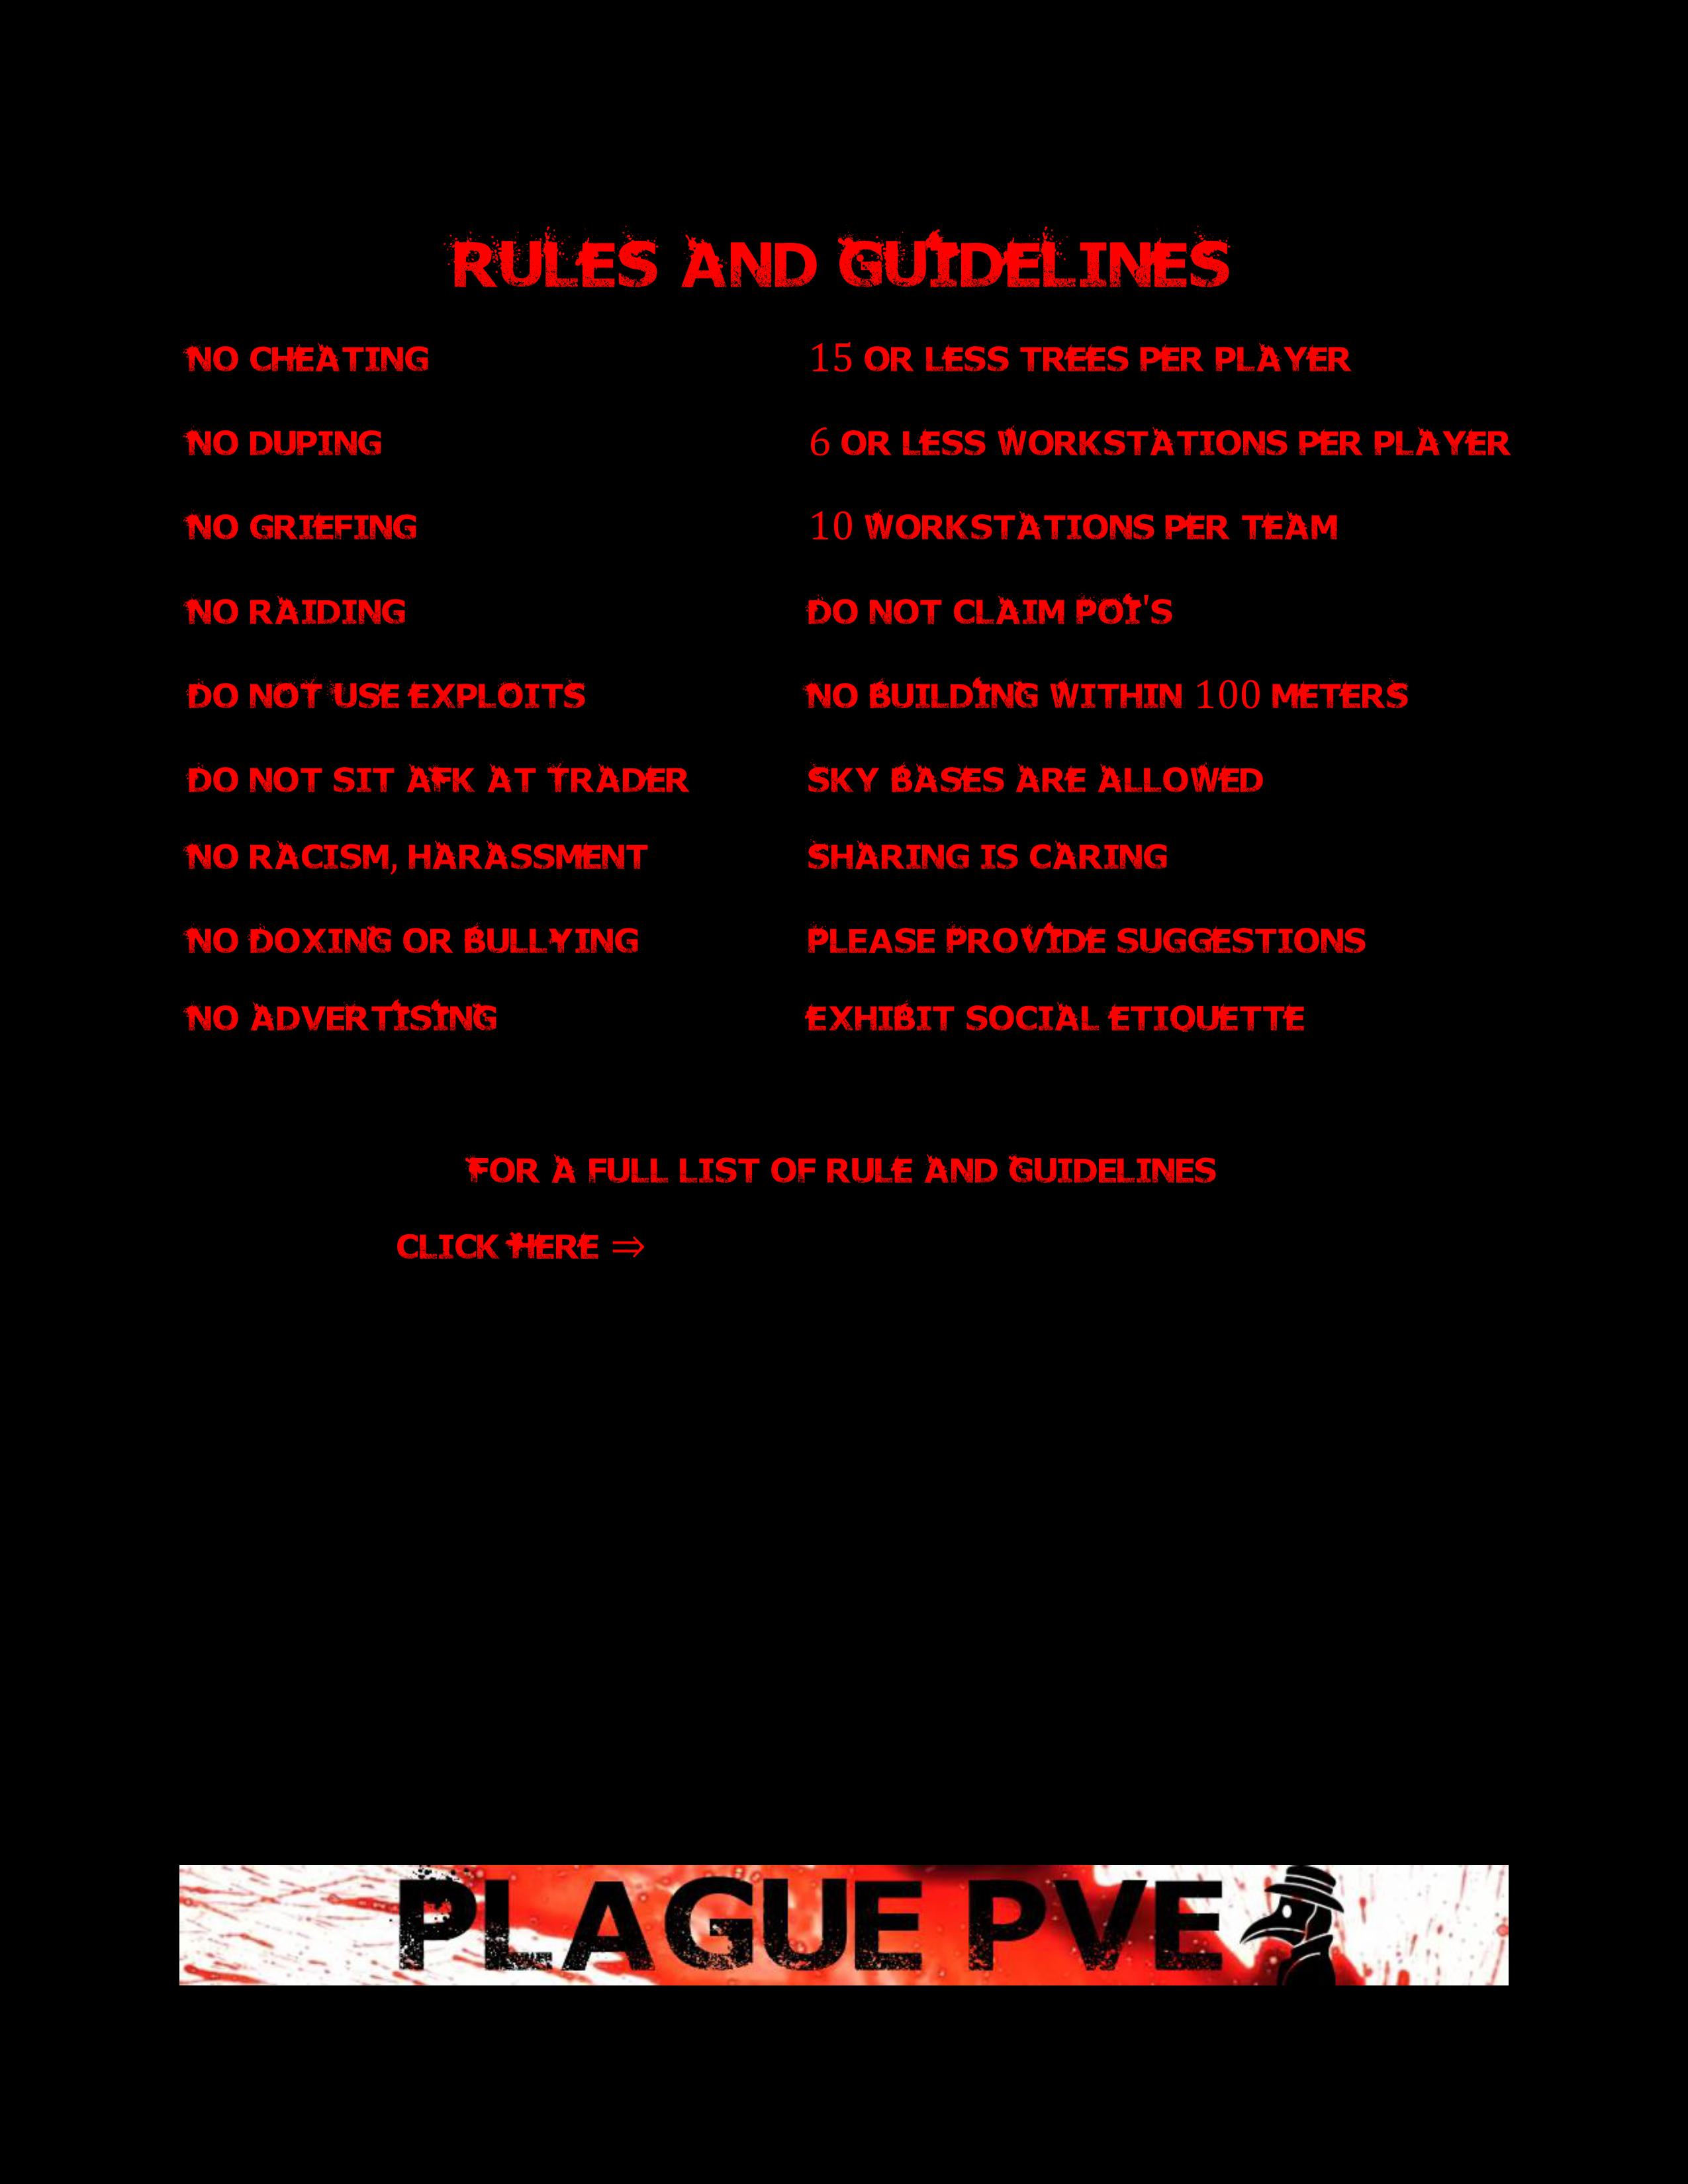 RULES AND GUIDELINES
NO CHEATING
NO DUPING
NO GRIEFING
NO RAIDING
DO NOT USE EXPLOITS
DO NOT SIT AFK AT TRADER
NO RACISM, HARASSMENT
NO DOXING OR BULLYING
NO ADVERTISING
15 OR LESS TREES PER PLAYER
6 OR LESS WORKSTATIONS PER PLAYER
10 WORKSTATIONS PER TEAM
DO NOT CLAIM POI'S
NO BUILDING WITHIN 100 METERS
SKY BASES ARE ALLOWED
SHARING IS CARING
PLEASE PROVIDE SUGGESTIONS
EXHIBIT SOCIAL ETIQUETTE
FOR A FULL LIST OF RULE AND GUIDELINES
CLICK HERE ⇒
PLAGUE PVE